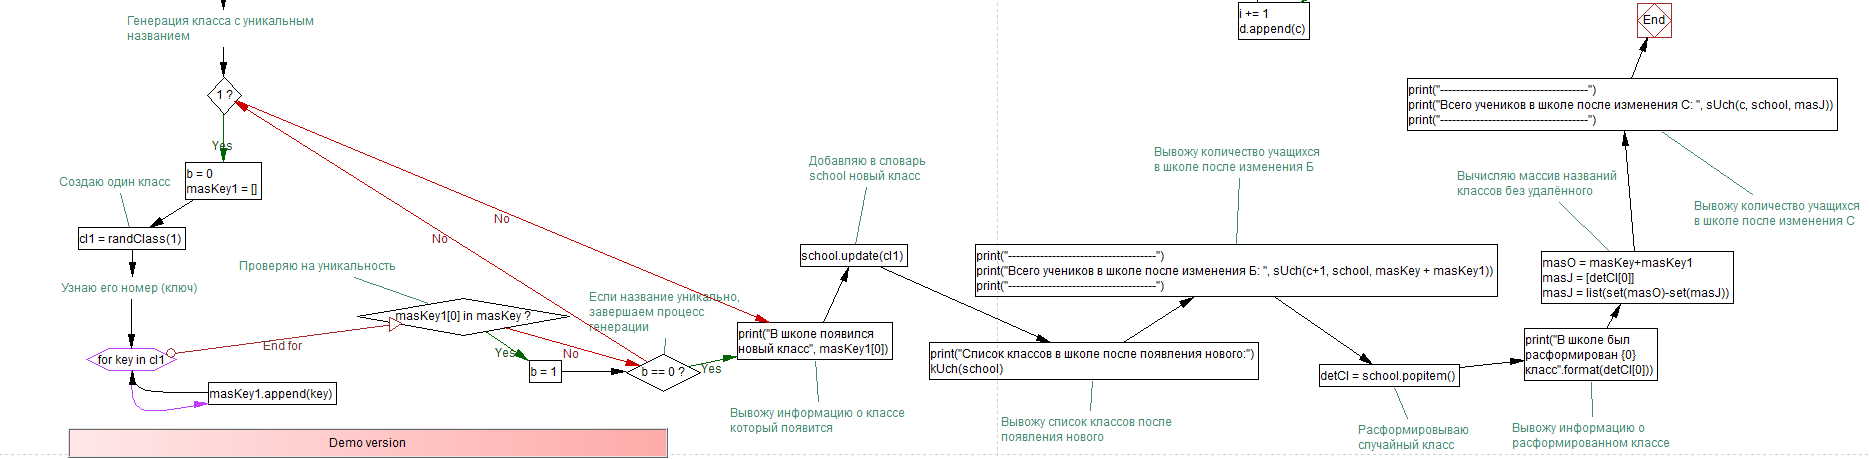 Генерация класса с уникальным
названием
1 ?
Yes
b = 0
masKey1 = []
Создаю один класс
cl1 = randClass(1)
Узнаю его номер (ключ)
for key in cl1
masKey1.append(key)
End for
Проверяю на уникальность
masKey1[0] in masKey ?
Yes
No
b = 1
b == 0 ?
Yes
No
No
Если название уникально,
завершаем процесс
генерации
print("В школе появился
новый класс", masKey1[0])
Вывожу информацию о классе
который появится
Добавляю в словарь
school новый класс
school.update(cl1)
print("Список классов в школе после появления нового:")
kUch(school)
Вывожу список классов после
появления нового
Вывожу количество учащихся
в школе после изменения Б
print("-------------------------------------")
print("Всего учеников в школе после изменения Б: ", sUch(c+1, school, masKey + masKey1))
print("-------------------------------------")
i += 1
d.append(c)
detCl = school.popitem()
Расформировываю
случайный класс
print("В школе был
расформирован {0}
класс".format(detCl[0]))
Вывожу информацию о
расформированном классе
masO = masKey+masKey1
masJ = [detCl[0]]
masJ = list(set(masO)-set(masJ))
Вычисляю массив названий
классов без удалённого
print("-------------------------------------")
print("Всего учеников в школе после изменения С: ", sUch(c, school, masJ))
print("-------------------------------------")
Вывожу количество учащихся
в школе после изменения С
End
Demo version